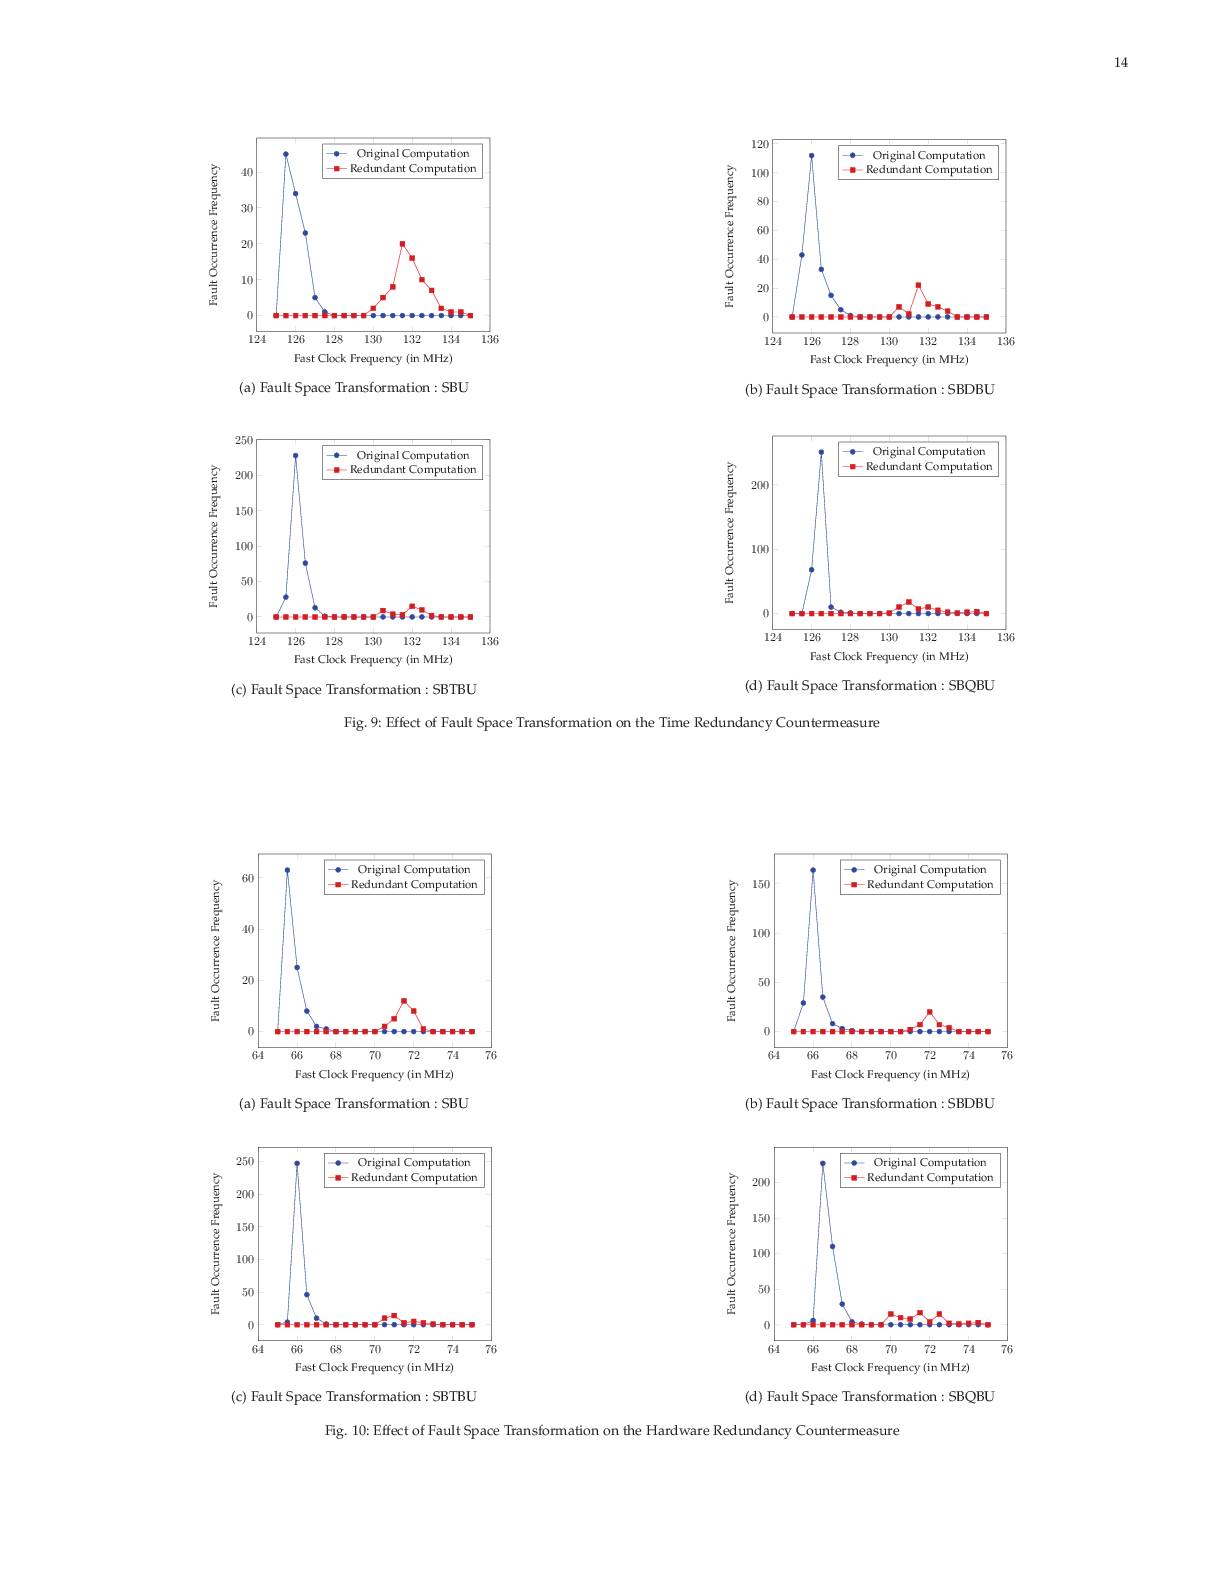 14
Original Computation
Redundant Computation
Fault Occurrence Frequency
40
30
20
10
0
124 126 128 130 132 134 136
Fast Clock Frequency (in MHz)
(a) Fault Space Transformation : SBU
Original Computation
Redundant Computation
Fault Occurrence Frequency
120
100
80
60
40
20
0
124 126 128 130 132 134 136
Fast Clock Frequency (in MHz)
(b) Fault Space Transformation : SBDBU
Original Computation
Redundant Computation
Fault Occurrence Frequency
250
200
150
100
50
0
124 126 128 130 132 134 136
Fast Clock Frequency (in MHz)
(c) Fault Space Transformation : SBTBU
Original Computation
Redundant Computation
Fault Occurrence Frequency
200
100
0
124 126 128 130 132 134 136
Fast Clock Frequency (in MHz)
(d) Fault Space Transformation : SBQBU
Fig. 9: Effect of Fault Space Transformation on the Time Redundancy Countermeasure
Original Computation
Redundant Computation
Fault Occurrence Frequency
60
40
20
0
64 66 68 70 72 74 76
Fast Clock Frequency (in MHz)
(a) Fault Space Transformation : SBU
Original Computation
Redundant Computation
Fault Occurrence Frequency
150
100
50
0
64 66 68 70 72 74 76
Fast Clock Frequency (in MHz)
(b) Fault Space Transformation : SBDBU
Original Computation
Redundant Computation
Fault Occurrence Frequency
250
200
150
100
50
0
64 66 68 70 72 74 76
Fast Clock Frequency (in MHz)
(c) Fault Space Transformation : SBTBU
Original Computation
Redundant Computation
Fault Occurrence Frequency
200
150
100
50
0
64 66 68 70 72 74 76
Fast Clock Frequency (in MHz)
(d) Fault Space Transformation : SBQBU
Fig. 10: Effect of Fault Space Transformation on the Hardware Redundancy Countermeasure